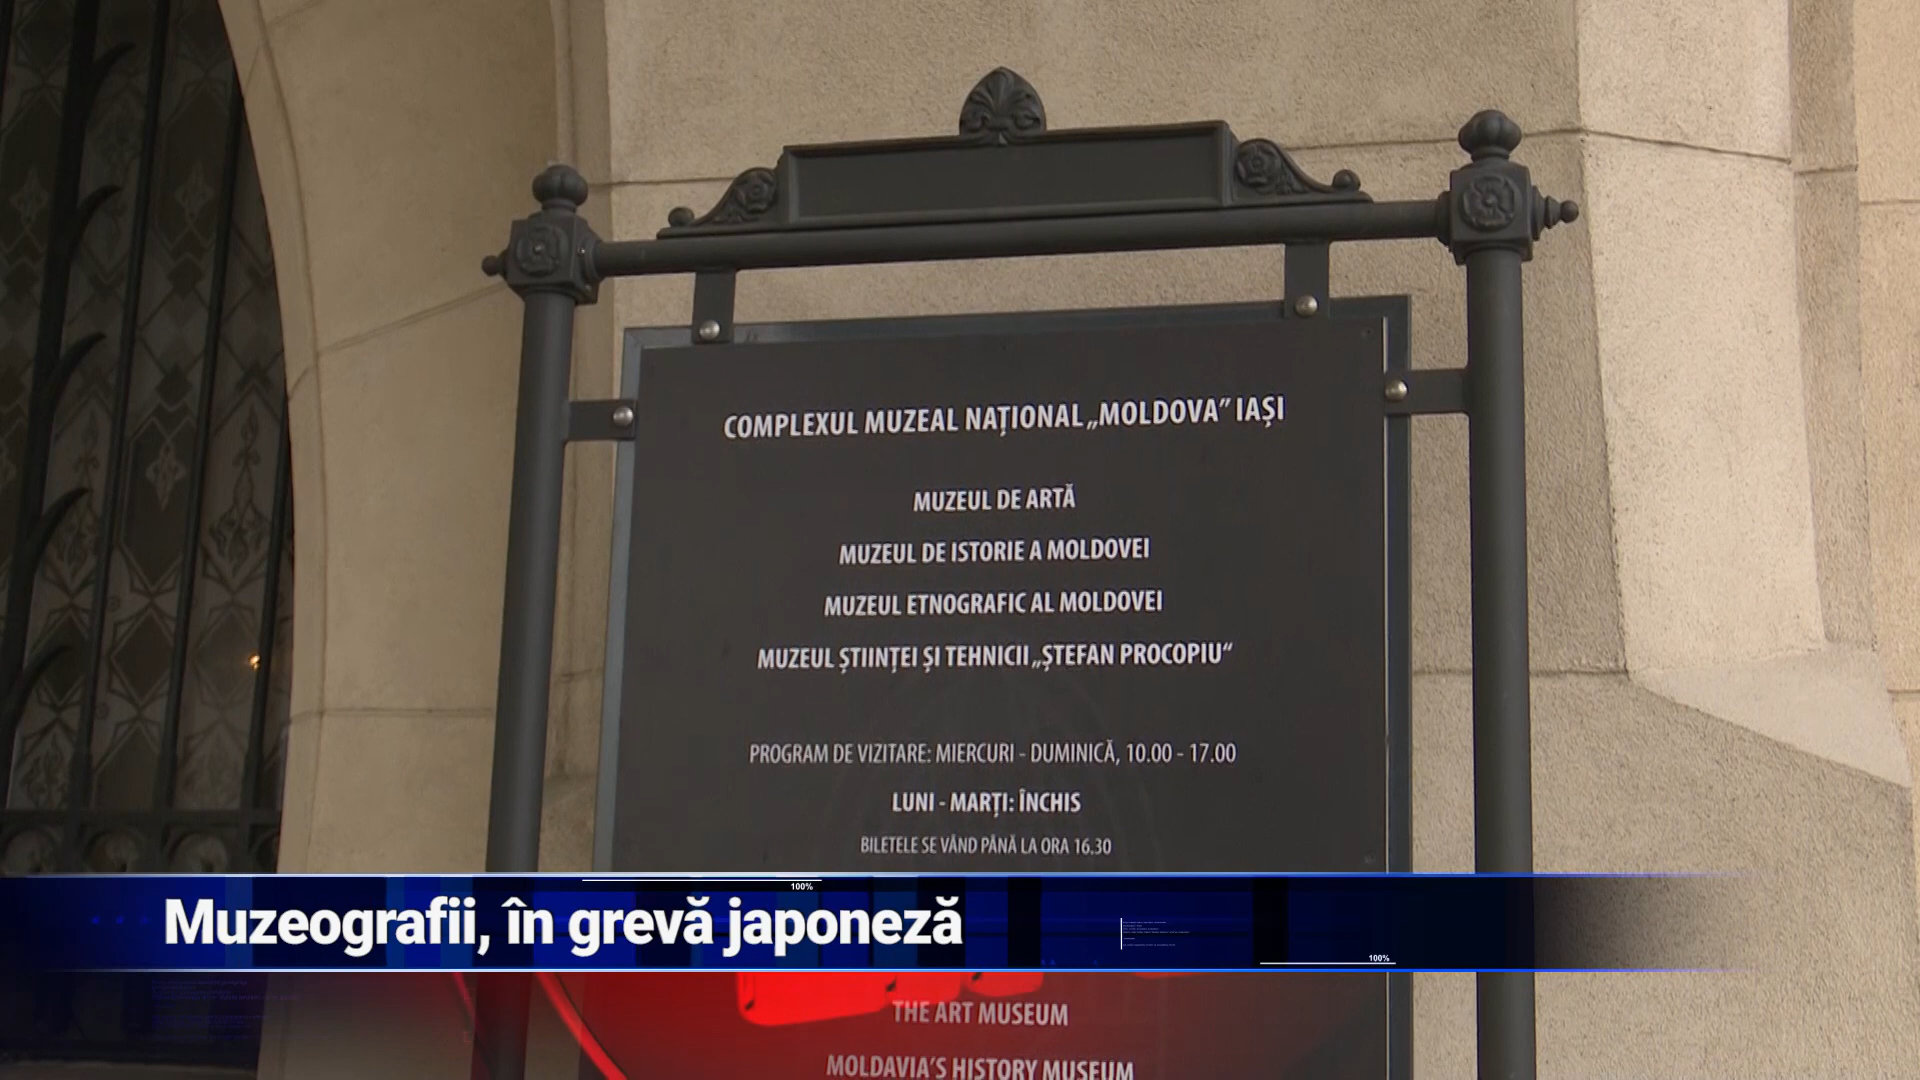 COMPLEXUL MUZEAL NAȚIONAL „MOLDOVA” IAȘI
MUZEUL DE ARTĂ
MUZEUL DE ISTORIE A MOLDOVEI
MUZEUL ETNOGRAFIC AL MOLDOVEI
MUZEUL ȘTIINȚEI ȘI TEHNICII „ȘTEFAN PROCOPIU“
PROGRAM DE VIZITARE: MIERCURI - DUMINICĂ, 10.00 - 17.00
LUNI - MARȚI: ÎNCHIS
BILETELE SE VÂND PÂNĂ LA ORA 16.30
100%
Muzeografii, în grevă japoneză
100%
THE ART MUSEUM
MOLDAVIA'S HISTORY MUSEUM